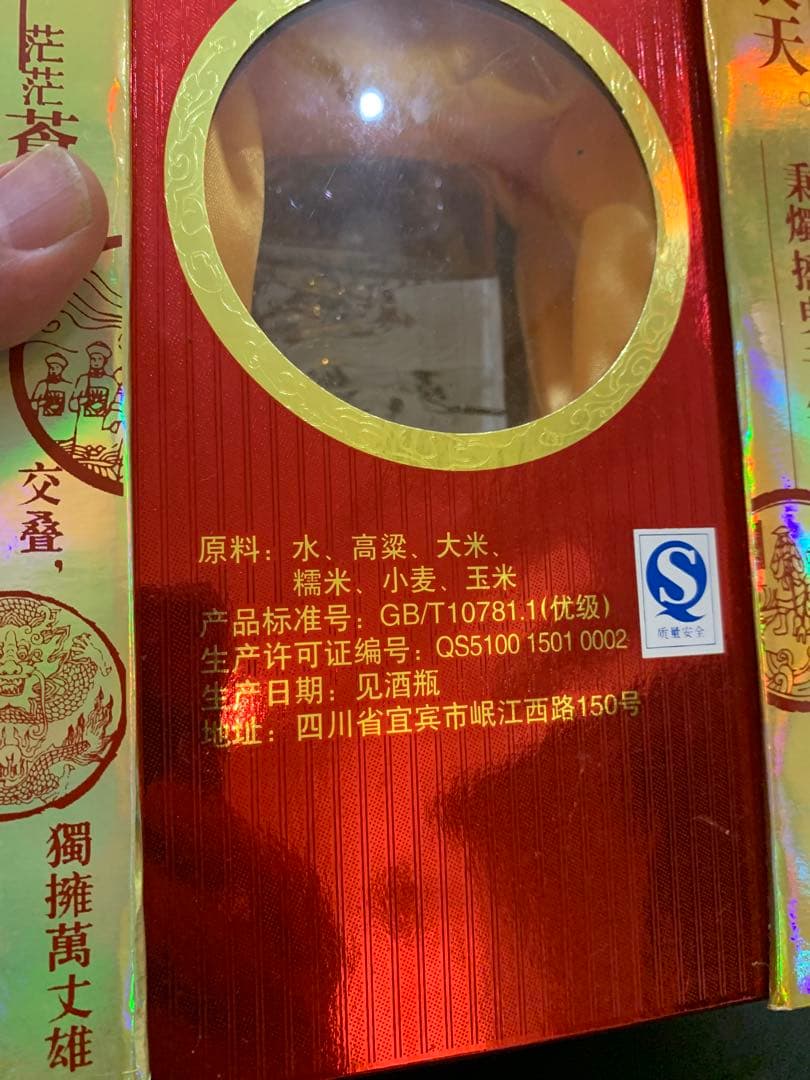 茫茫
交叠，
獨擁萬丈雄
原料：水、高粱、大米、
糯米、小麦、玉米
产品标准号：GB/T10781.1(优级)
生产许可证编号：QS5100 1501 0002
生产日期：见酒瓶
地址：四川省宜宾市岷江西路150号
质量安全
天